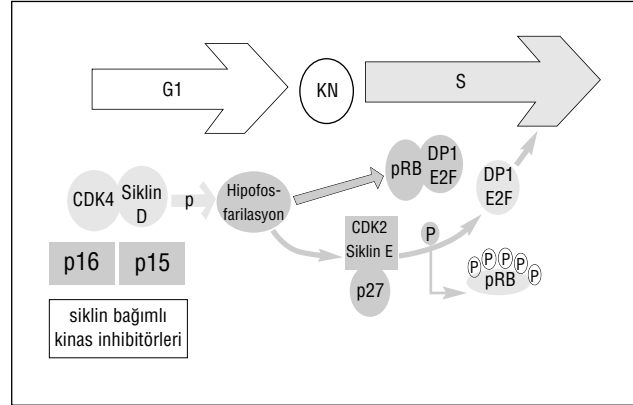 G1
KN
S
pRB
DP1
E2F
CDK4
Siklin
D
p
Hipofos-
farilasyon
DP1
E2F
CDK2
Siklin E
p27
P
P P P P P
pRB
p16
p15
siklin bağımlı
kinas inhibitörleri